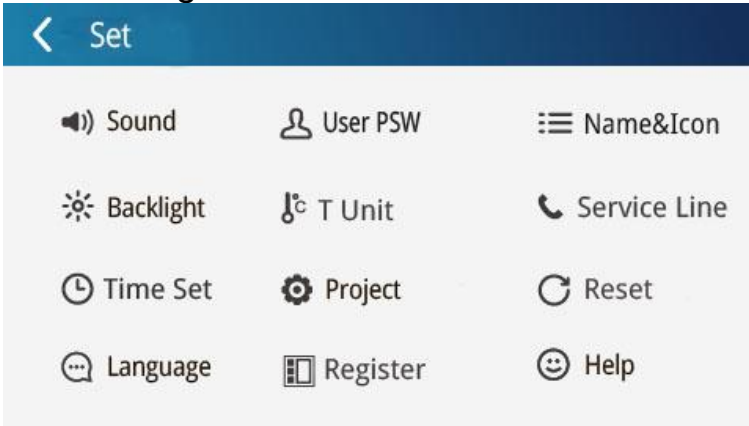 Set
Sound User PSW Name&Icon
Backlight °C T Unit Service Line
Time Set Project Reset
Language Register Help